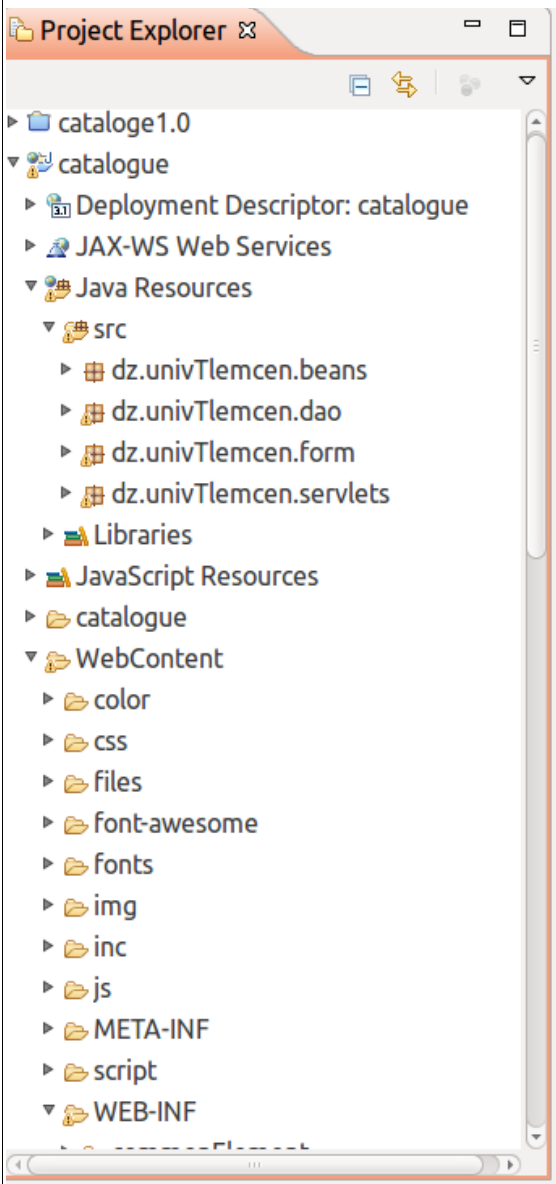 Project Explorer
cataloge1.0
catalogue
3.1 Deployment Descriptor: catalogue
JAX-WS Web Services
Java Resources
src
dz.univTlemcen.beans
dz.univTlemcen.dao
dz.univTlemcen.form
dz.univTlemcen.servlets
Libraries
JavaScript Resources
catalogue
WebContent
color
css
files
font-awesome
fonts
img
inc
js
META-INF
script
WEB-INF